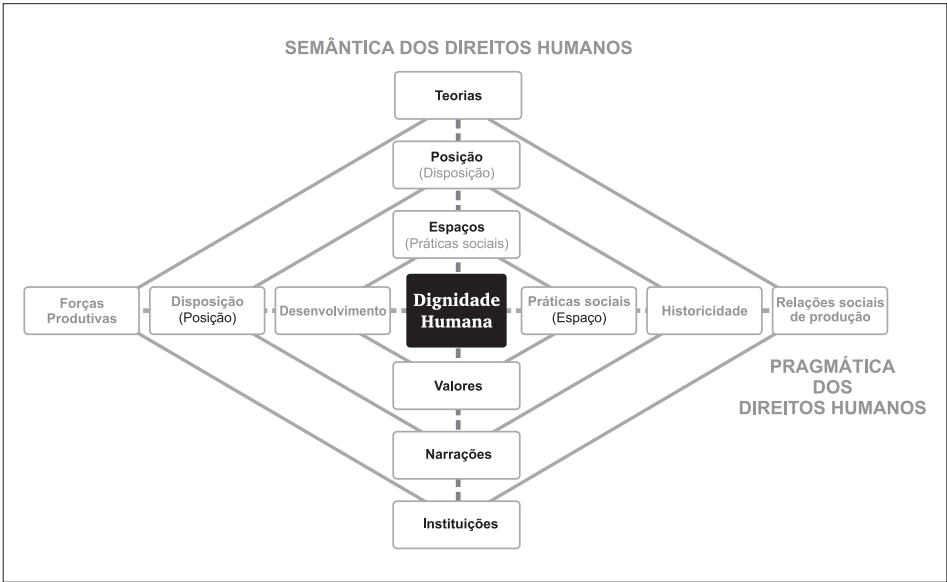 SEMÂNTICA DOS DIREITOS HUMANOS
Teorias
Posição
(Disposição)
Espaços
(Práticas sociais)
Forças
Produtivas
Disposição
(Posição)
Desenvolvimento
Dignidade
Humana
Práticas sociais
(Espaço)
Historicidade
Relações sociais
de produção
Valores
PRAGMÁTICA
DOS
DIREITOS HUMANOS
Narrações
Instituições